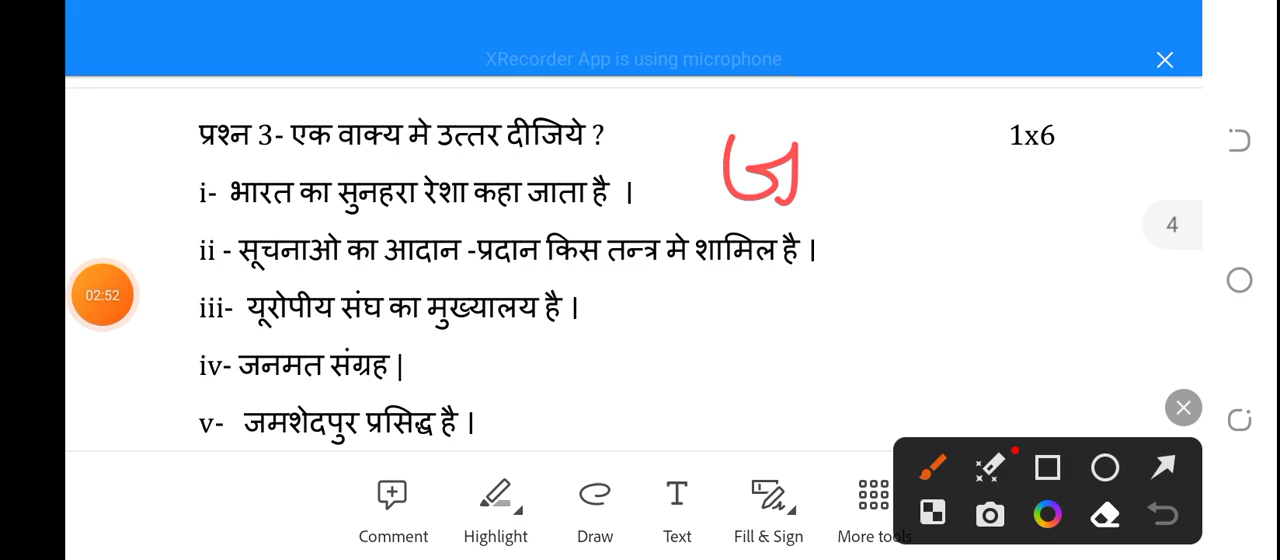 XRecorder App is using microphone
प्रश्न 3- एक वाक्य मे उत्तर दीजिये ? 1x6
i- भारत का सुनहरा रेशा कहा जाता है |
ii - सूचनाओ का आदान -प्रदान किस तन्त्र मे शामिल है |
4
02:52
iii- यूरोपीय संघ का मुख्यालय है |
iv- जनमत संग्रह |
v- जमशेदपुर प्रसिद्ध है |
Comment Highlight Draw Text Fill & Sign More tools